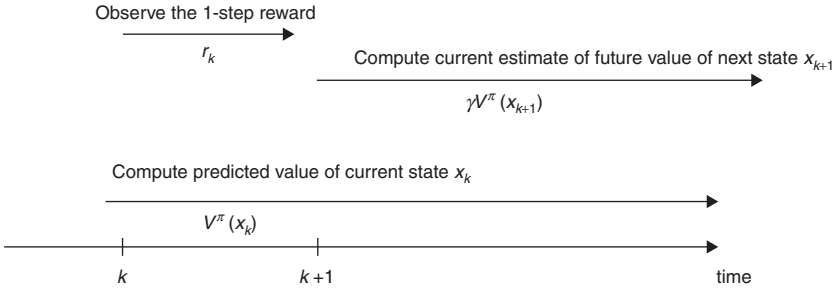 Observe the 1-step reward
r_k
Compute current estimate of future value of next state x_{k+1}
γV^π (x_{k+1})
Compute predicted value of current state x_k
V^π (x_k)
k
k +1
time